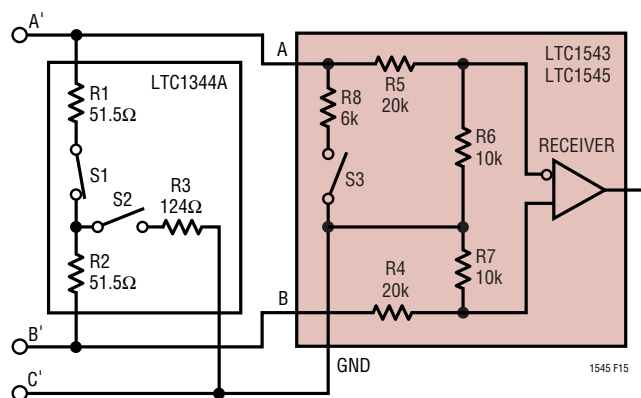 A'
A
LTC1344A
LTC1543
LTC1545
R1
51.5Ω
R8
6k
R5
20k
R6
10k
RECEIVER
S1
S2
R3
124Ω
S3
R2
51.5Ω
R4
20k
R7
10k
B
B'
GND
1545 F15
C'